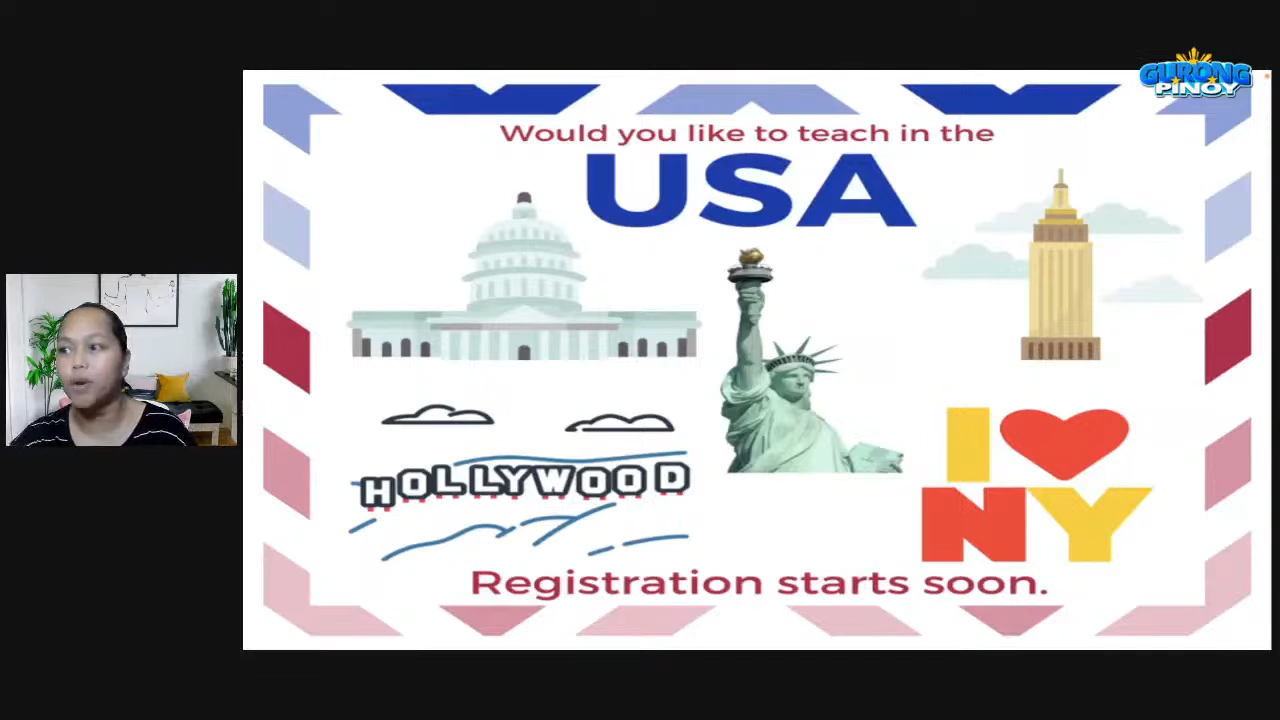 GURONG
PINOY
Would you like to teach in the
USA
HOLLYWOOD
I
NY
Registration starts soon.